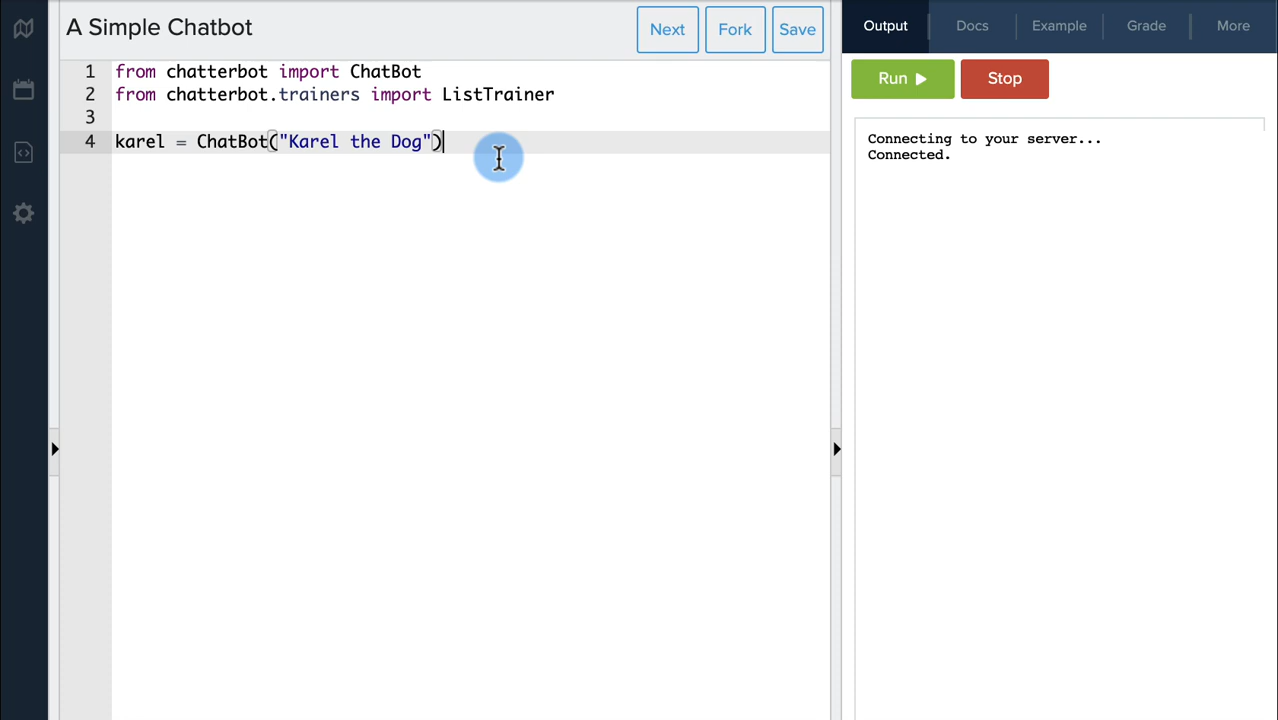 A Simple Chatbot
Next
Fork
Save
1 from chatterbot import ChatBot
2 from chatterbot.trainers import ListTrainer
3
4 karel = ChatBot("Karel the Dog")
Output
Docs
Example
Grade
More
Run
Stop
Connecting to your server...
Connected.